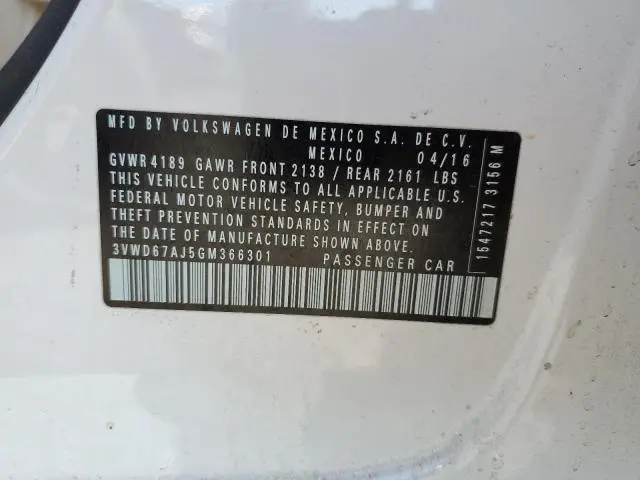 MFD BY VOLKSWAGEN DE MEXICO S.A. DE C.V.
MEXICO 04/16
GVWR 4189 GAWR FRONT 2138 / REAR 2161 LBS
THIS VEHICLE CONFORMS TO ALL APPLICABLE U.S.
FEDERAL MOTOR VEHICLE SAFETY, BUMPER AND
THEFT PREVENTION STANDARDS IN EFFECT ON
THE DATE OF MANUFACTURE SHOWN ABOVE.
3VWD67AJ5GM366301 PASSENGER CAR
1547217 3156 M